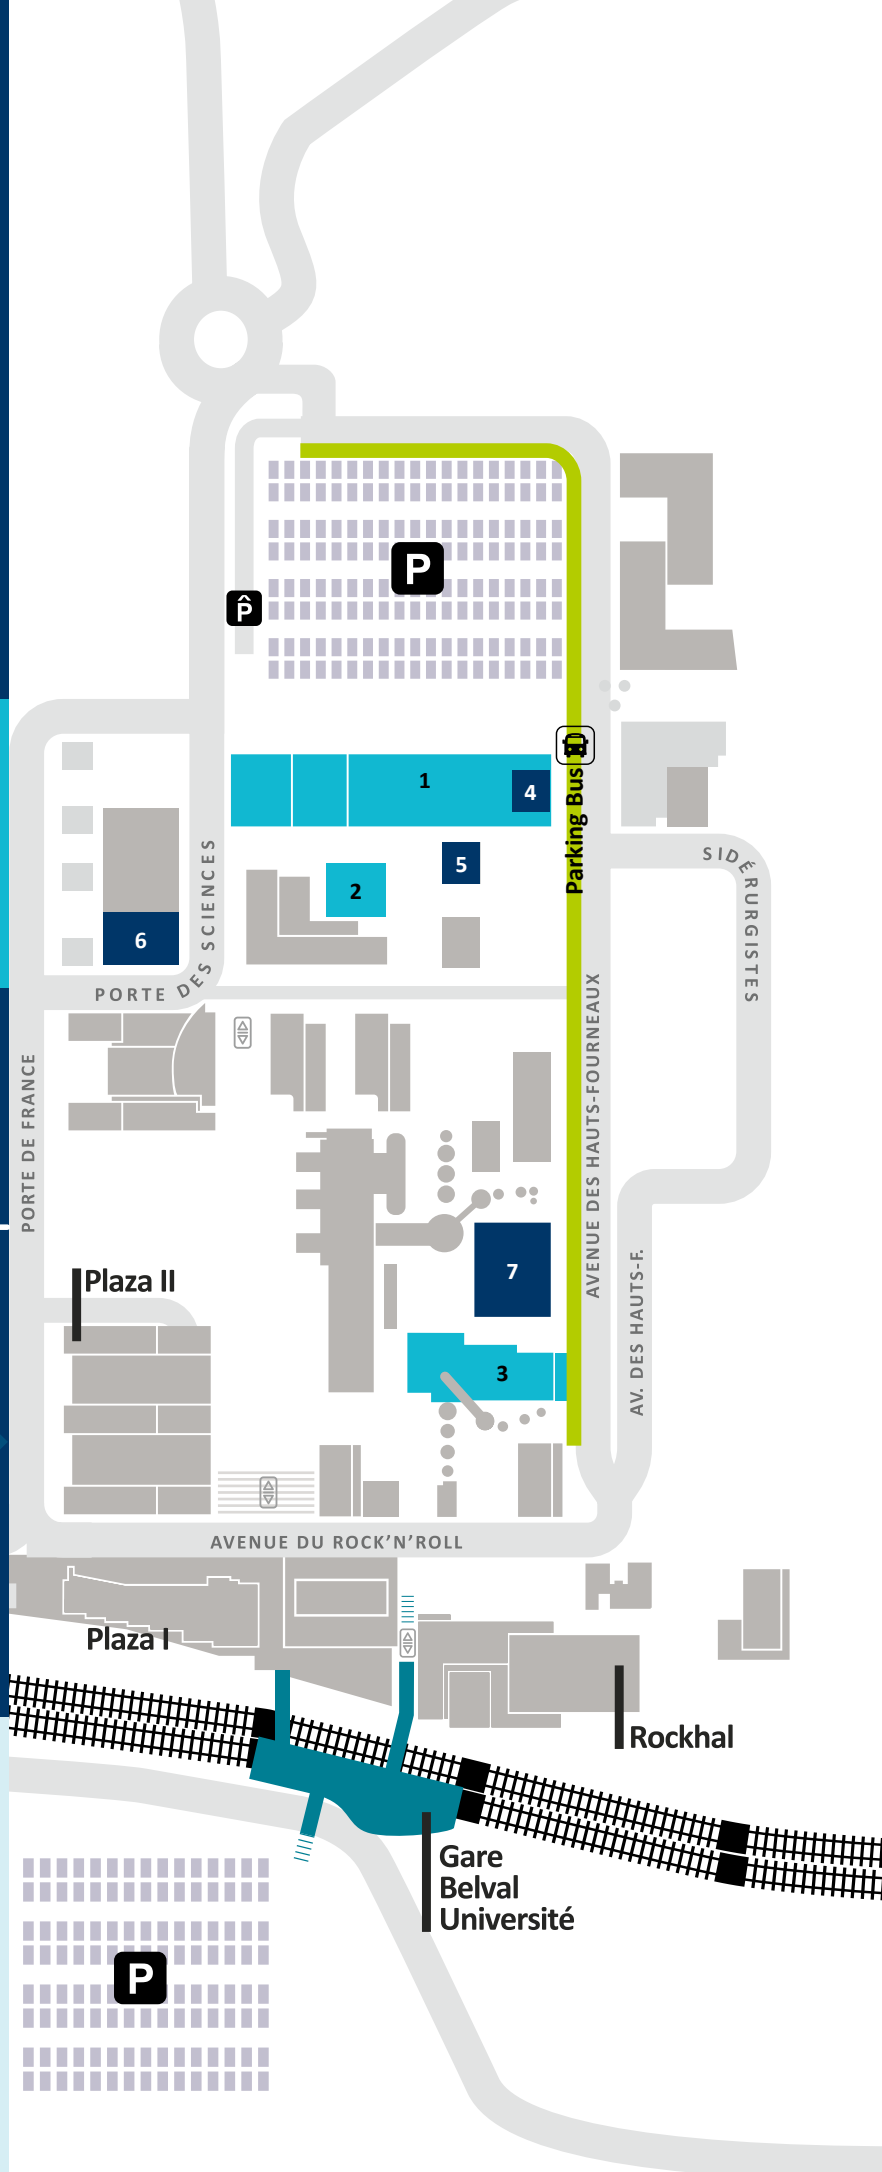 P
P̂
1
4
Parking Bus
5
2
6
SIDÉRURGISTES
PORTE DES SCIENCES
PORTE DE FRANCE
AVENUE DES HAUTS-FOURNEAUX
7
Plaza II
AV. DES HAUTS-F.
3
AVENUE DU ROCK’N’ROLL
Plaza I
Rockhal
Gare
Belval
Université
P